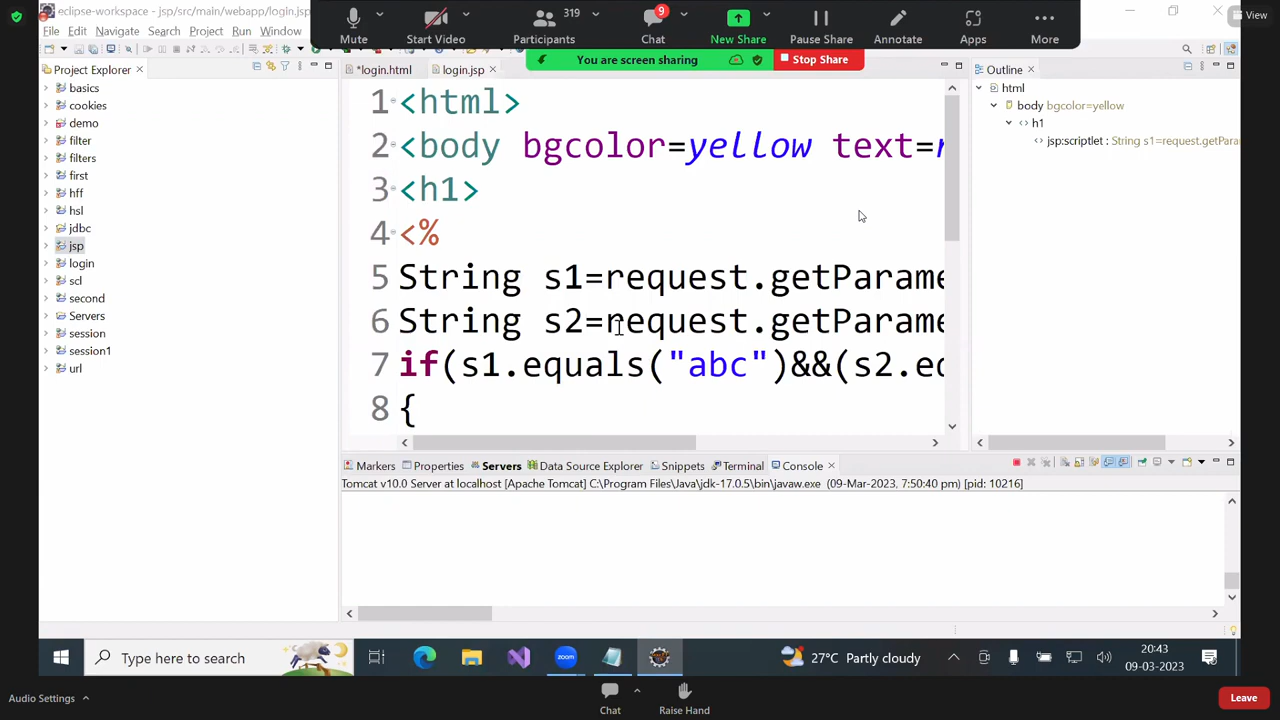 eclipse-workspace - jsp/src/main/webapp/login.jsp
View
Mute
Start Video
319
Participants
9
Chat
New Share
Pause Share
Annotate
Apps
More
File Edit Navigate Search Project Run Window
You are screen sharing
Stop Share
Project Explorer
*login.html
login.jsp
Outline
basics
cookies
demo
filter
filters
first
hff
hsl
jdbc
jsp
login
scl
second
Servers
session
session1
url
1 <html>
2 <body bgcolor=yellow text=
3 <h1>
4 <%
5 String s1=request.getParame
6 String s2=request.getParame
7 if(s1.equals("abc")&&(s2.eq
8 {
html
body bgcolor=yellow
h1
jsp:scriptlet : String s1=request.getPara
Markers Properties Servers Data Source Explorer Snippets Terminal Console
Tomcat v10.0 Server at localhost [Apache Tomcat] C:\Program Files\Java\jdk-17.0.5\bin\javaw.exe (09-Mar-2023, 7:50:40 pm) [pid: 10216]
Type here to search
zoom
27°C Partly cloudy
20:43
09-03-2023
Audio Settings
Chat
Raise Hand
Leave